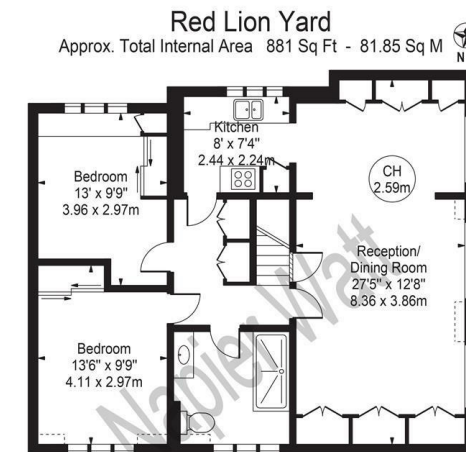 Red Lion Yard
Approx. Total Internal Area 881 Sq Ft - 81.85 Sq M
N
Kitchen
8' x 7'4"
2.44 x 2.24m
Bedroom
13' x 9'9"
3.96 x 2.97m
CH
2.59m
Reception/
Dining Room
27'5" x 12'8"
8.36 x 3.86m
Bedroom
13'6" x 9'9"
4.11 x 2.97m
Napier Watt